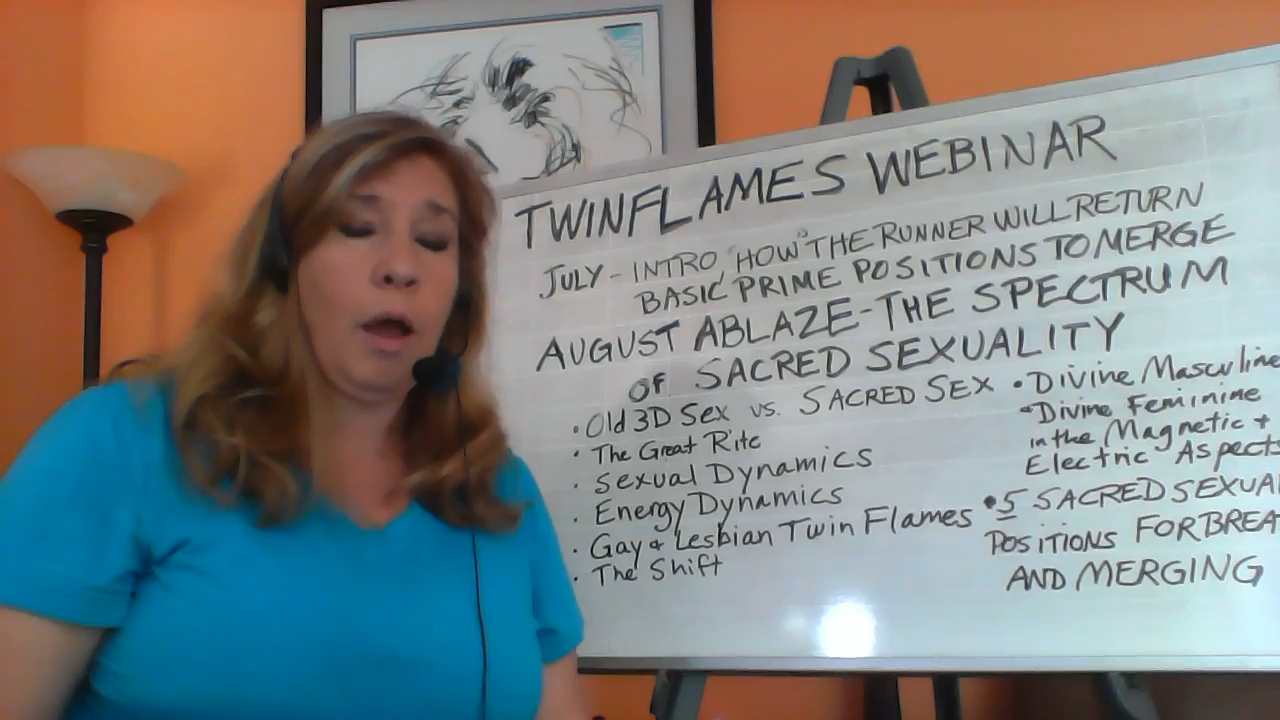 TWINFLAMES WEBINAR
JULY - INTRO "HOW" THE RUNNER WILL RETURN
BASIC PRIME POSITIONS TO MERGE
AUGUST ABLAZE - THE SPECTRUM
OF SACRED SEXUALITY
• Old 3D Sex vs. SACRED SEX
• The Great Rite
• Sexual Dynamics
• Energy Dynamics
• Gay & Lesbian Twin Flames
• The Shift
• Divine Masculine
• Divine Feminine
in the Magnetic +
Electric Aspects
• 5 SACRED SEXUA
POSITIONS FOR BREA
AND MERGING